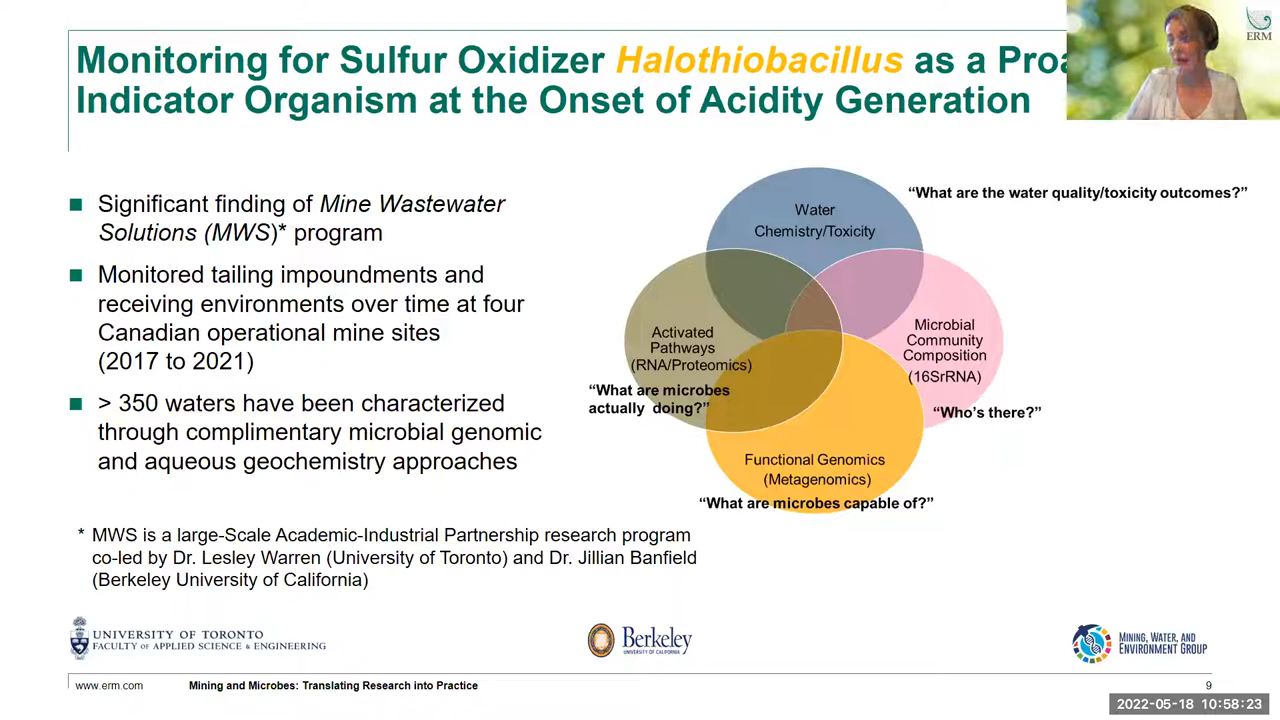 Monitoring for Sulfur Oxidizer Halothiobacillus as a
Indicator Organism at the Onset of Acidity Generation
ERM
Significant finding of Mine Wastewater
Solutions (MWS)* program
Monitored tailing impoundments and
receiving environments over time at four
Canadian operational mine sites
(2017 to 2021)
> 350 waters have been characterized
through complimentary microbial genomic
and aqueous geochemistry approaches
"What are the water quality/toxicity outcomes?"
Water
Chemistry/Toxicity
Activated
Pathways
(RNA/Proteomics)
"What are microbes
actually doing?"
Microbial
Community
Composition
(16SrRNA)
"Who's there?"
Functional Genomics
(Metagenomics)
"What are microbes capable of?"
* MWS is a large-Scale Academic-Industrial Partnership research program
co-led by Dr. Lesley Warren (University of Toronto) and Dr. Jillian Banfield
(Berkeley University of California)
UNIVERSITY OF TORONTO
FACULTY OF APPLIED SCIENCE & ENGINEERING
Berkeley
UNIVERSITY OF CALIFORNIA
MINING, WATER, AND
ENVIRONMENT GROUP
www.erm.com
Mining and Microbes: Translating Research into Practice
9
2022-05-18 10:58:23